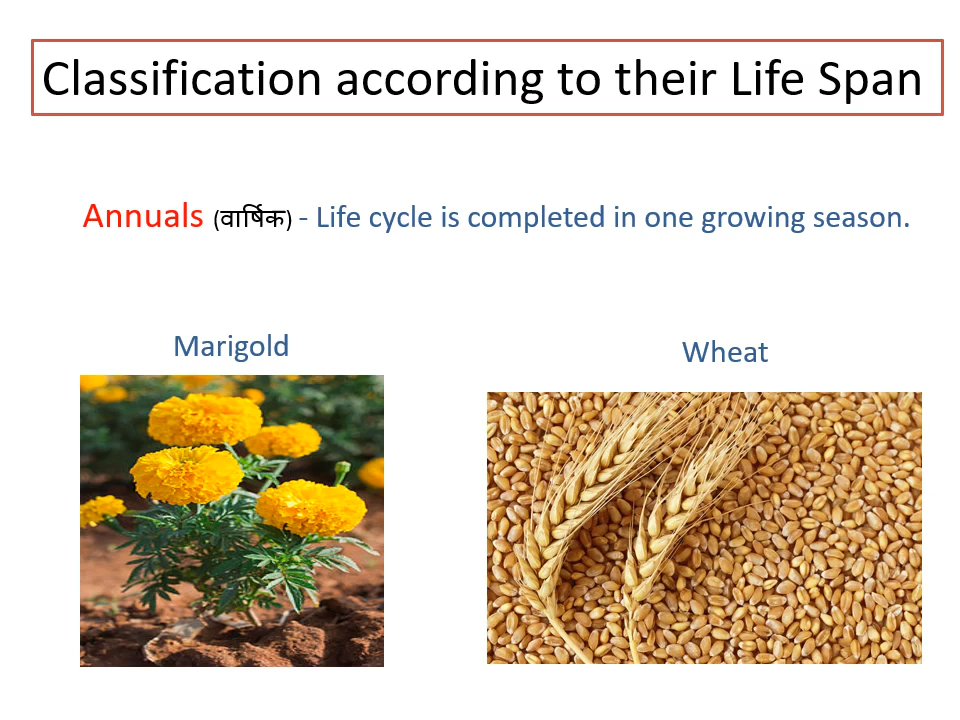 Classification according to their Life Span
Annuals (वार्षिक) - Life cycle is completed in one growing season.
Marigold
Wheat